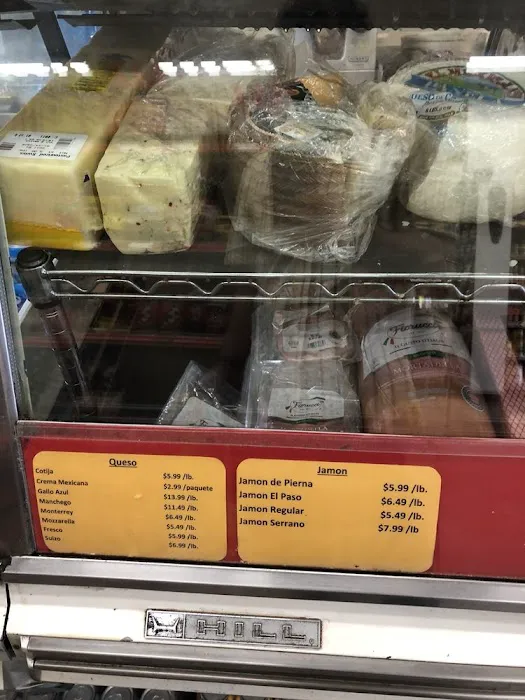 QUESO
Fiorucci
Fiorucci
MORTADELLA
Queso
Cotija $5.99 /lb.
Crema Mexicana $2.99 /paquete
Gallo Azul $13.99 /lb.
Manchego $11.49 /lb.
Monterrey $6.49 /lb.
Mozzarella $5.49 /lb.
Fresco $5.99 /lb.
Suizo $6.99 /lb.
Jamon
Jamon de Pierna $5.99 /lb.
Jamon El Paso $6.49 /lb.
Jamon Regular $5.49 /lb.
Jamon Serrano $7.99 /lb
HILL